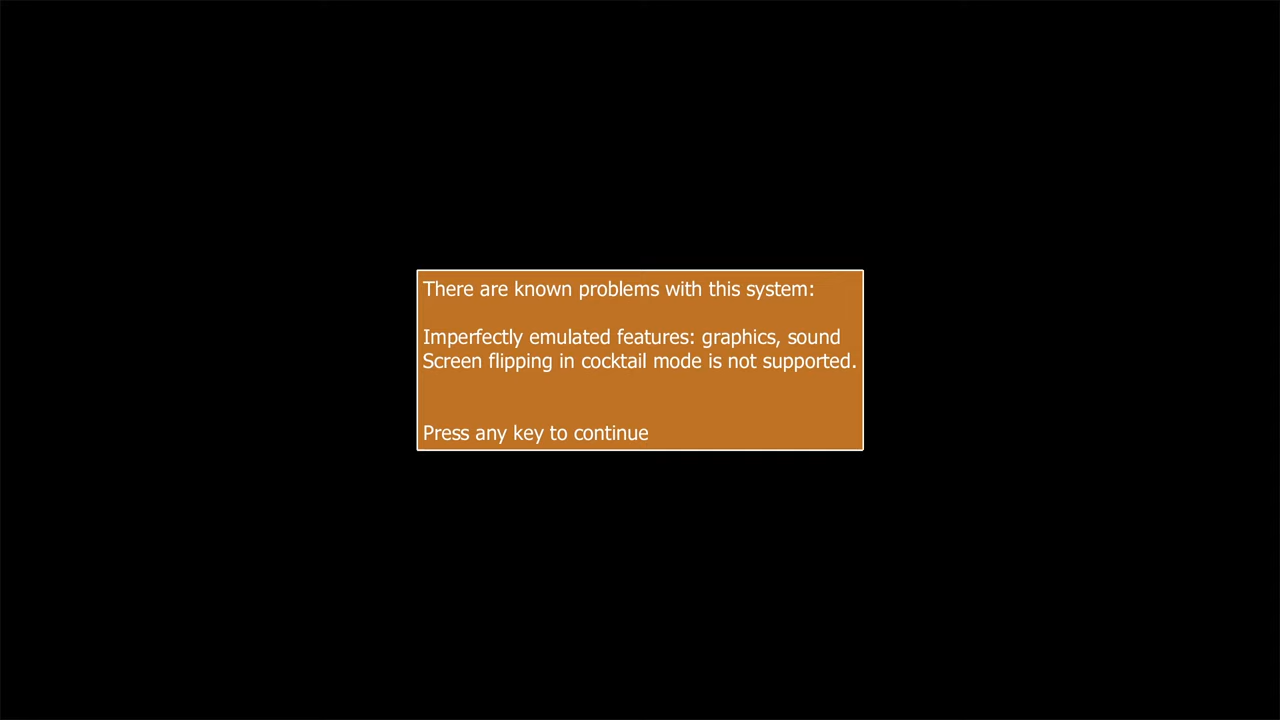 There are known problems with this system:
Imperfectly emulated features: graphics, sound
Screen flipping in cocktail mode is not supported.
Press any key to continue